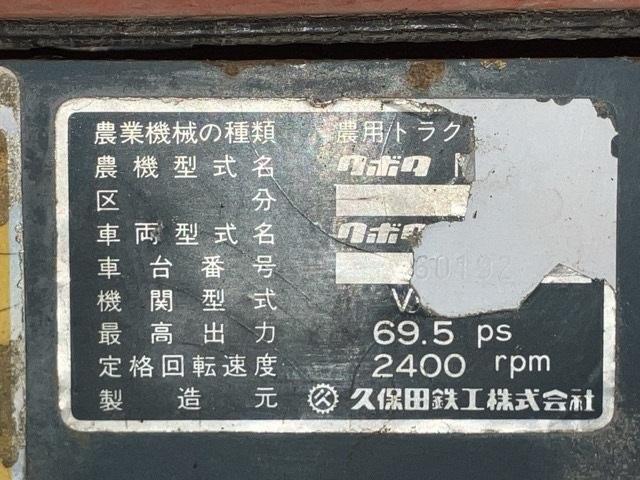 農業機械の種類 農用トラク
農機型式名 クボタ
区分
車両型式名 クボタ
車台番号 60192
機関型式 V
最高出力 69.5 ps
定格回転速度 2400 rpm
製造元 久保田鉄工株式会社